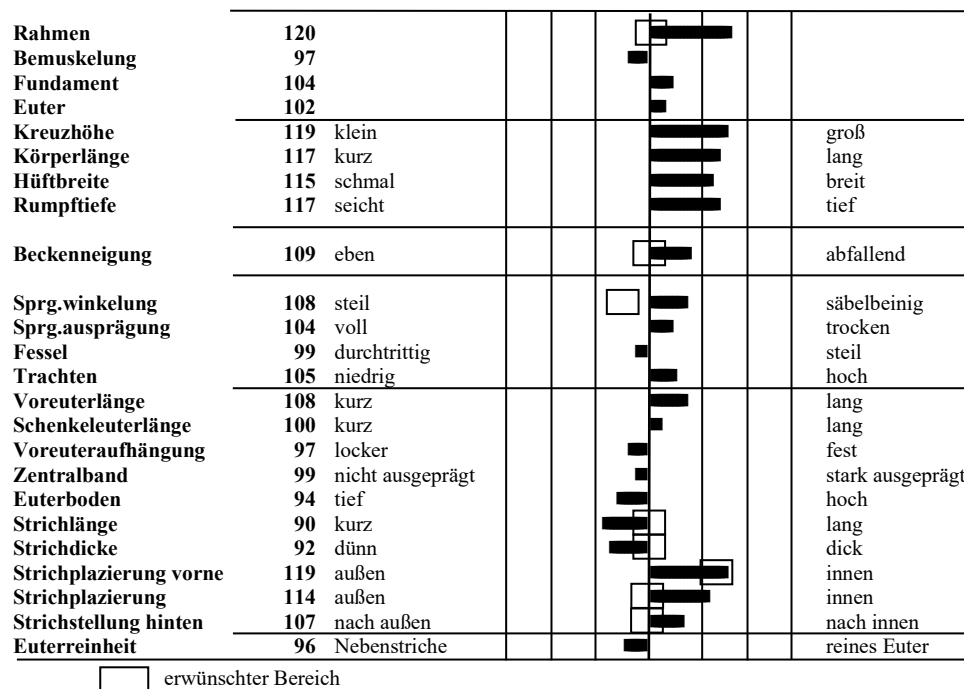 Rahmen 120
Bemuskelung 97
Fundament 104
Euter 102
Kreuzhöhe 119 klein groß
Körperlänge 117 kurz lang
Hüftbreite 115 schmal breit
Rumpftiefe 117 seicht tief
Beckenneigung 109 eben abfallend
Sprg.winkelung 108 steil säbelbeinig
Sprg.ausprägung 104 voll trocken
Fessel 99 durchtrittig steil
Trachten 105 niedrig hoch
Voreuterlänge 108 kurz lang
Schenkeleuterlänge 100 kurz lang
Voreuteraufhängung 97 locker fest
Zentralband 99 nicht ausgeprägt stark ausgeprägt
Euterboden 94 tief hoch
Strichlänge 90 kurz lang
Strichdicke 92 dünn dick
Strichplazierung vorne 119 außen innen
Strichplazierung 114 außen innen
Strichstellung hinten 107 nach außen nach innen
Euterreinheit 96 Nebenstriche reines Euter
erwünschter Bereich